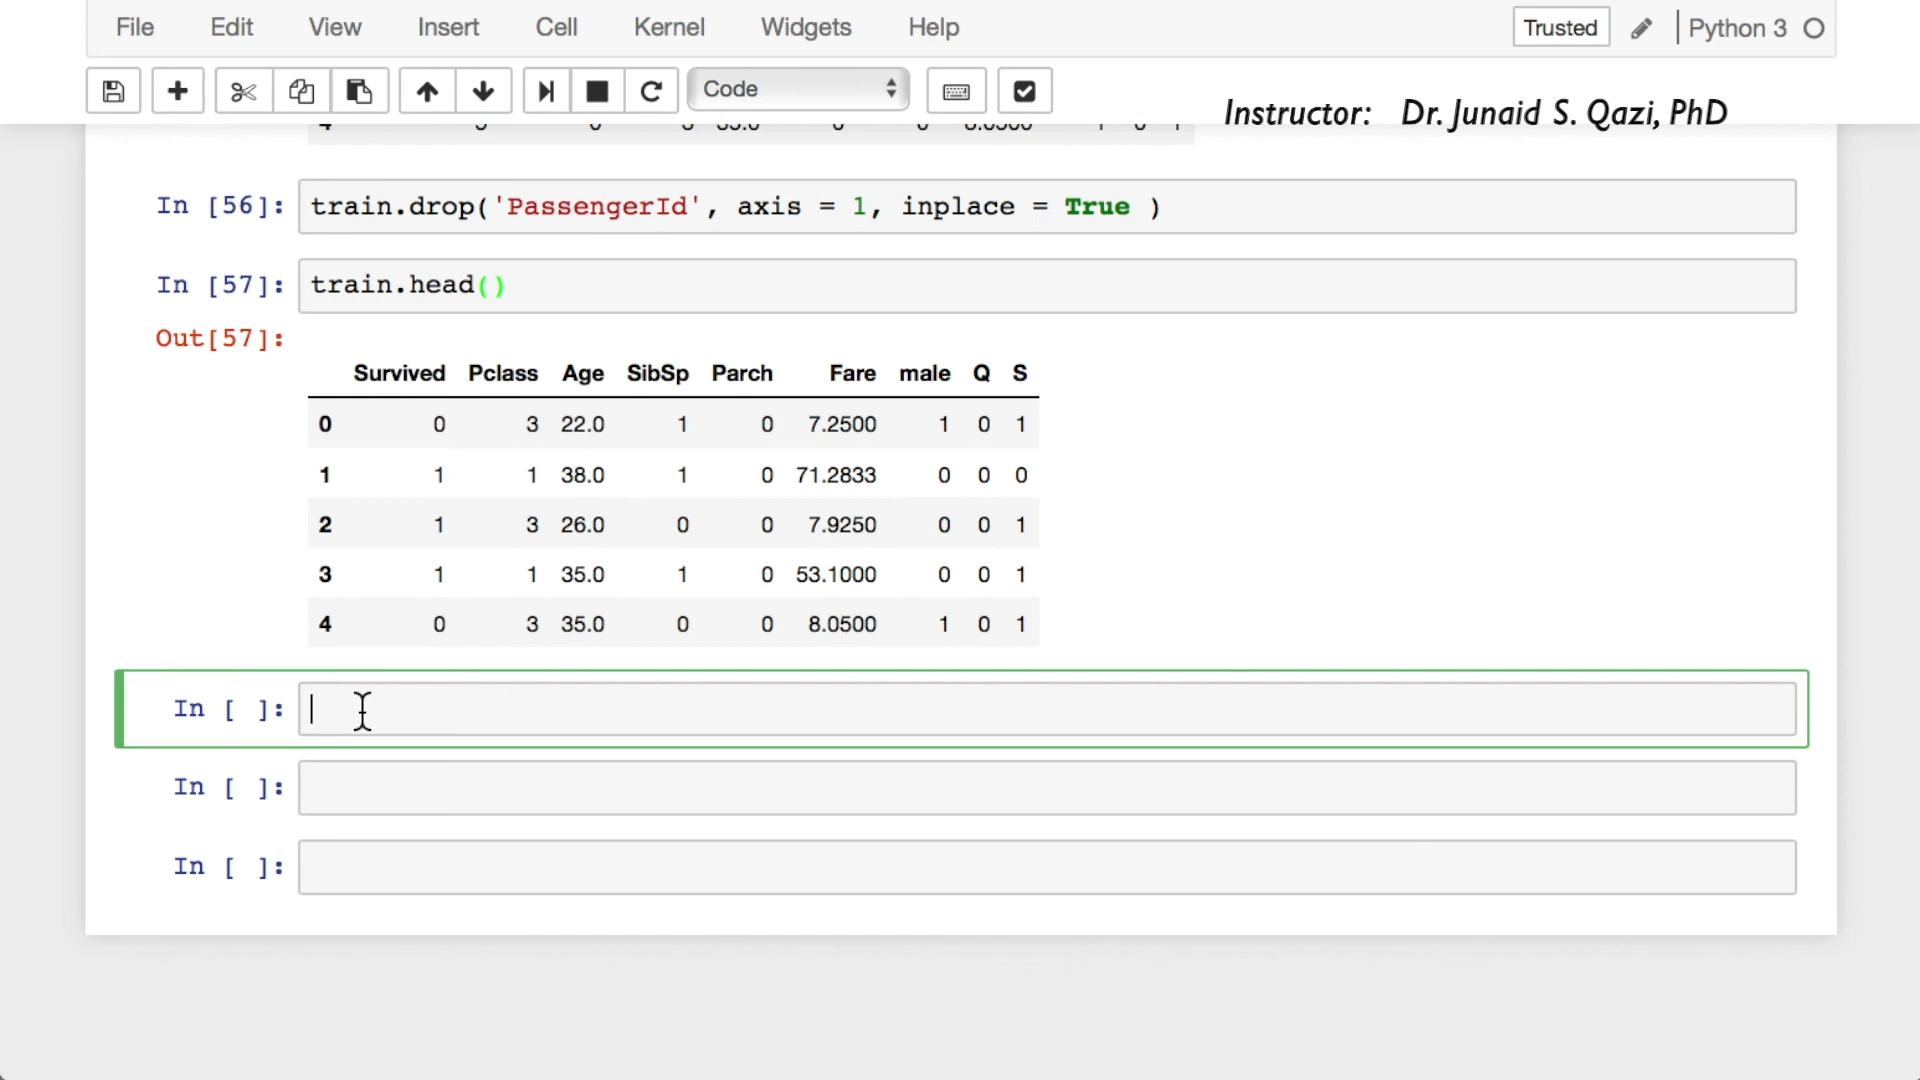 File Edit View Insert Cell Kernel Widgets Help Trusted Python 3
Code
Instructor: Dr. Junaid S. Qazi, PhD
In [56]: train.drop('PassengerId', axis = 1, inplace = True )
In [57]: train.head()
Out[57]:
Survived Pclass Age SibSp Parch Fare male Q S
0 0 3 22.0 1 0 7.2500 1 0 1
1 1 1 38.0 1 0 71.2833 0 0 0
2 1 3 26.0 0 0 7.9250 0 0 1
3 1 1 35.0 1 0 53.1000 0 0 1
4 0 3 35.0 0 0 8.0500 1 0 1
In [ ]:
In [ ]:
In [ ]: